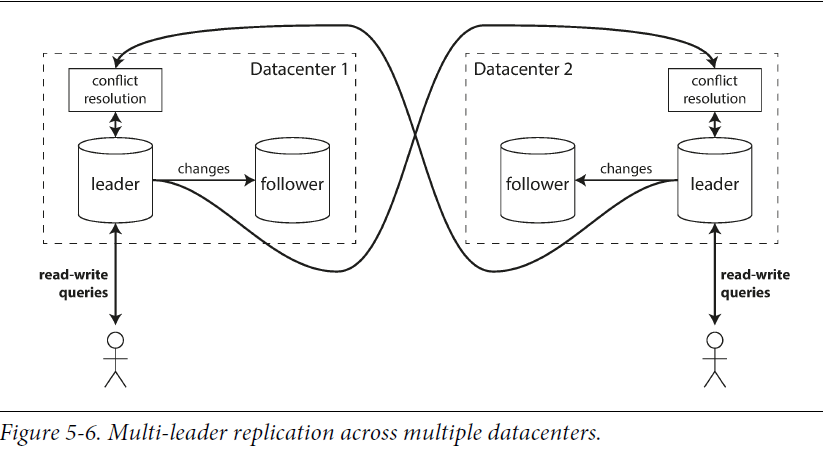 Datacenter 1
conflict
resolution
leader
changes
follower
read-write
queries
Datacenter 2
conflict
resolution
follower
changes
leader
read-write
queries
Figure 5-6. Multi-leader replication across multiple datacenters.